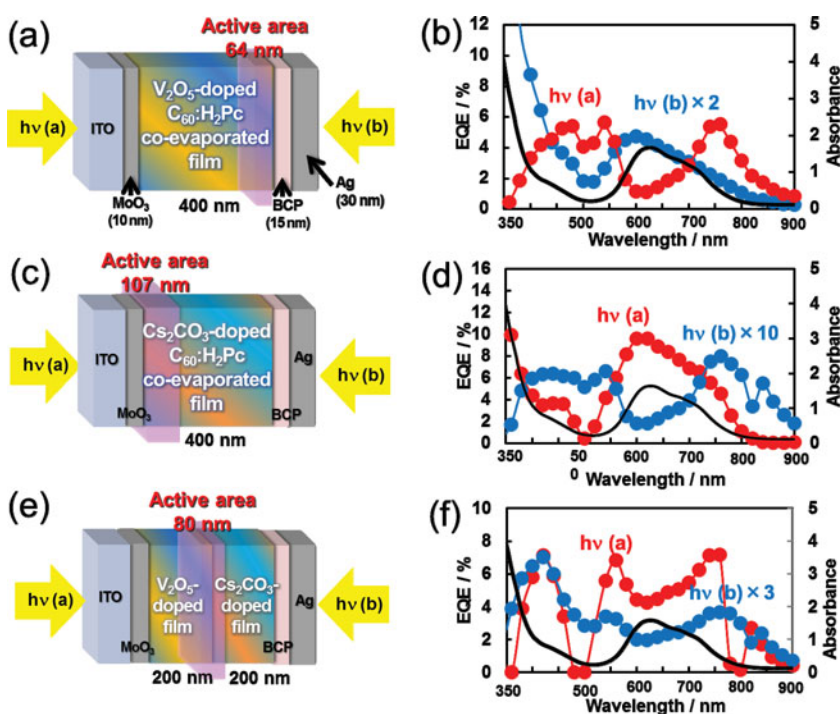 (a)
Active area
64 nm
V₂O₅-doped
C₆₀:H₂Pc
co-evaporated
film
hν (a)
ITO
hν (b)
MoO₃
(10 nm)
400 nm
BCP
(15 nm)
Ag
(30 nm)
(b)
EQE / %
12
10
8
6
4
2
0
hν (a)
hν (b) × 2
5
4
3
2
1
0
Absorbance
350
500
600
700
800
900
Wavelength / nm
(c)
Active area
107 nm
Cs₂CO₃-doped
C₆₀:H₂Pc
co-evaporated
film
hν (a)
ITO
Ag
hν (b)
MoO₃
BCP
400 nm
(d)
EQE / %
16
14
12
10
8
6
4
2
0
hν (a)
hν (b) × 10
5
4
3
2
1
0
Absorbance
350
50
0
600
700
800
900
Wavelength / nm
(e)
Active area
80 nm
hν (a)
ITO
V₂O₅-
doped
film
Cs₂CO₃-
doped
film
Ag
hν (b)
MoO₃
BCP
200 nm
200 nm
(f)
EQE / %
10
8
6
4
2
0
hν (a)
hν (b) × 3
5
4
3
2
1
0
Absorbance
350
500
600
700
800
900
Wavelength / nm